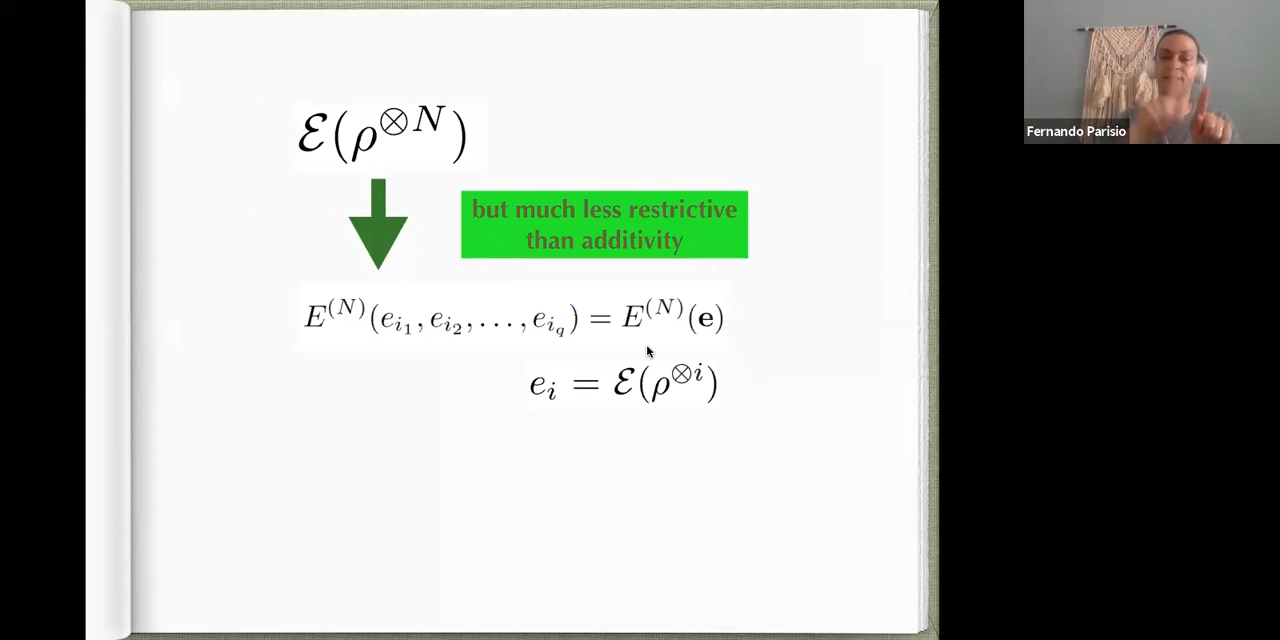 Fernando Parisio
ℰ(ρ^{⊗N})
but much less restrictive
than additivity
E^{(N)}(e_{i_1}, e_{i_2}, . . . , e_{i_q}) = E^{(N)}(𝐞)
e_i = ℰ(ρ^{⊗i})